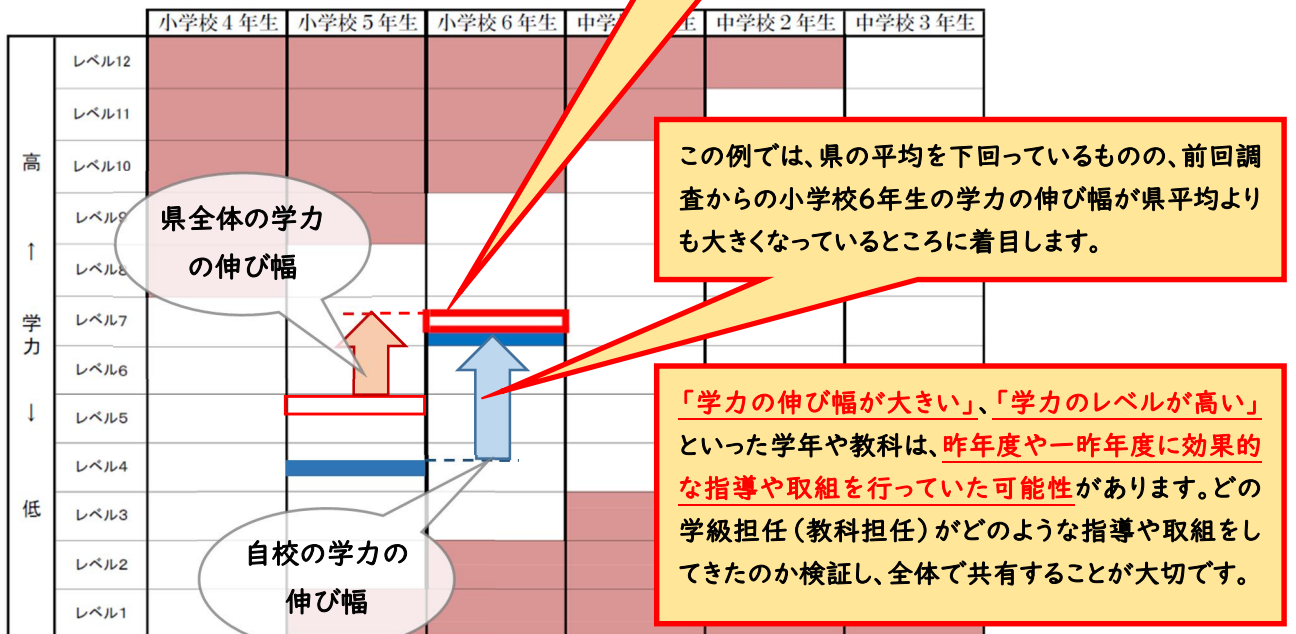 小学校4年生 小学校5年生 小学校6年生 中学 年生 中学校2年生 中学校3年生
高
↑
学力
↓
低
レベル12
レベル11
レベル10
レベル9
レベル8
レベル7
レベル6
レベル5
レベル4
レベル3
レベル2
レベル1
県全体の学力
の伸び幅
自校の学力の
伸び幅
この例では、県の平均を下回っているものの、前回調
査からの小学校6年生の学力の伸び幅が県平均より
も大きくなっているところに着目します。
「学力の伸び幅が大きい」、「学力のレベルが高い」
といった学年や教科は、昨年度や一昨年度に効果的
な指導や取組を行っていた可能性があります。どの
学級担任(教科担任)がどのような指導や取組をし
てきたのか検証し、全体で共有することが大切です。